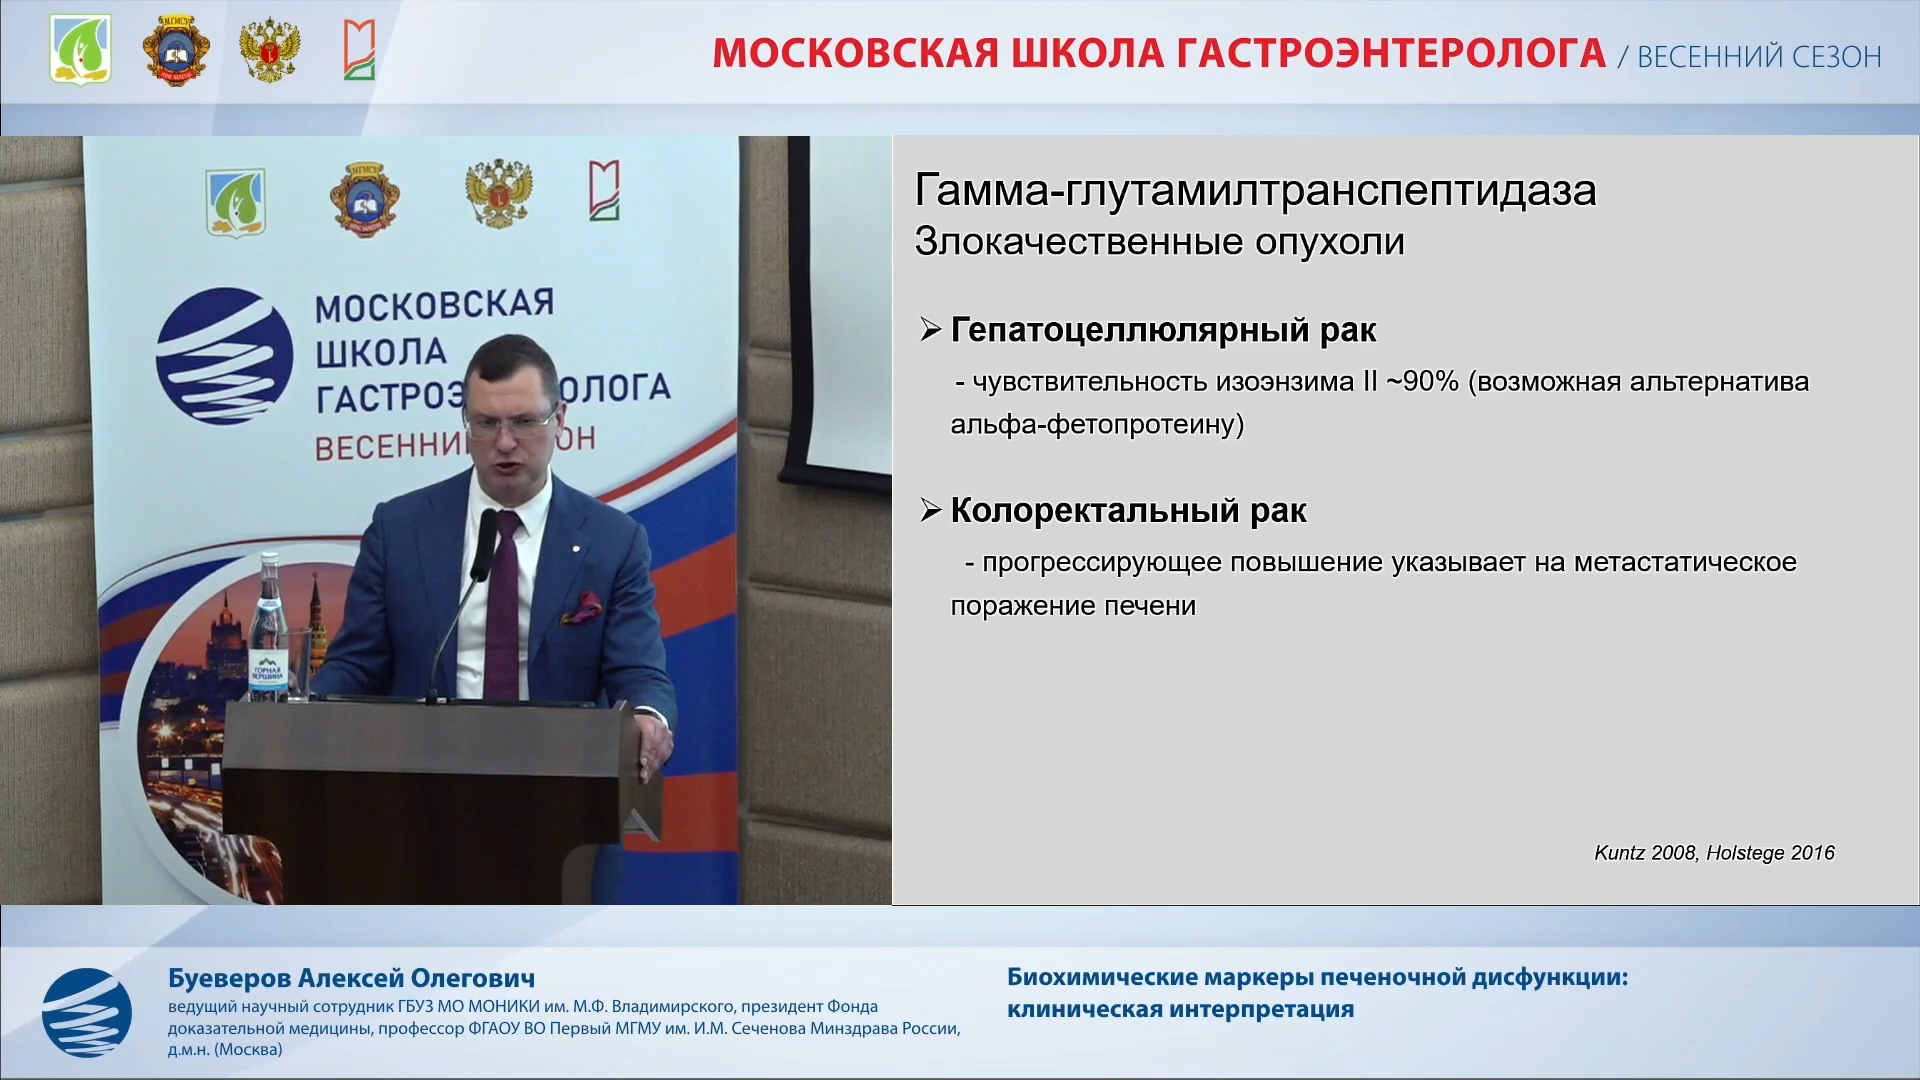 МОСКОВСКАЯ ШКОЛА ГАСТРОЭНТЕРОЛОГА / ВЕСЕННИЙ СЕЗОН
МГМСУ
МОСКОВСКАЯ
ШКОЛА
ГАСТРОЭ ОЛОГА
ВЕСЕННИ ОН
ГОРНАЯ
ВЕРШИНА
Гамма-глутамилтранспептидаза
Злокачественные опухоли
➢ Гепатоцеллюлярный рак
- чувствительность изоэнзима II ~90% (возможная альтернатива
альфа-фетопротеину)
➢ Колоректальный рак
- прогрессирующее повышение указывает на метастатическое
поражение печени
Kuntz 2008, Holstege 2016
Буеверов Алексей Олегович
ведущий научный сотрудник ГБУЗ МО МОНИКИ им. М.Ф. Владимирского, президент Фонда
доказательной медицины, профессор ФГАОУ ВО Первый МГМУ им. И.М. Сеченова Минздрава России,
д.м.н. (Москва)
Биохимические маркеры печеночной дисфункции:
клиническая интерпретация